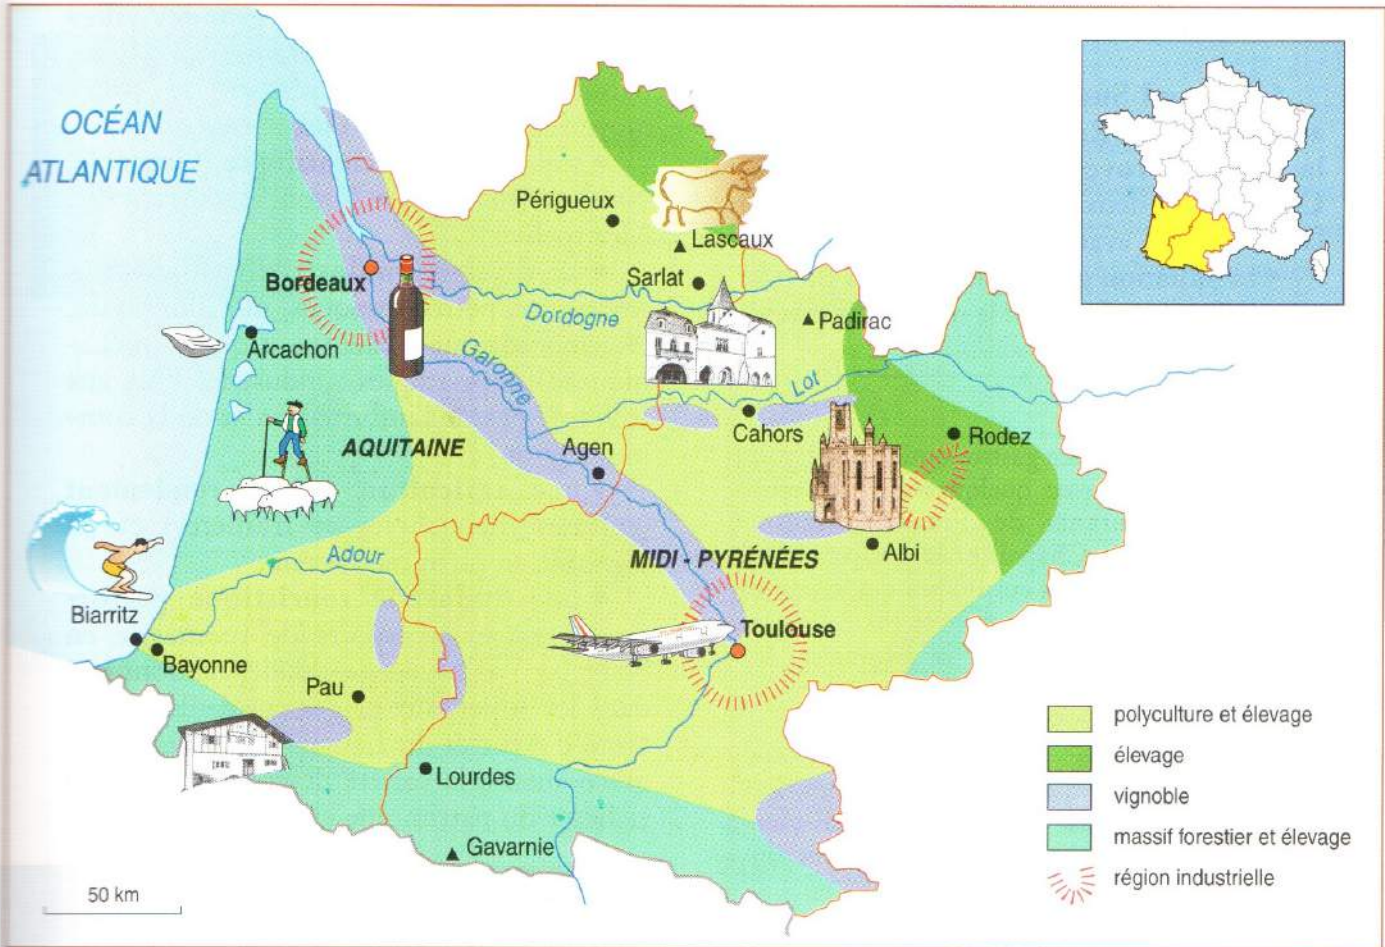 OCÉAN
ATLANTIQUE
Périgueux
Lascaux
Sarlat
Bordeaux
Dordogne
Padirac
Arcachon
Garonne
Lot
Cahors
Rodez
AQUITAINE
Agen
Albi
MIDI - PYRÉNÉES
Adour
Biarritz
Bayonne
Toulouse
Pau
Lourdes
Gavarnie
50 km
polyculture et élevage
élevage
vignoble
massif forestier et élevage
région industrielle